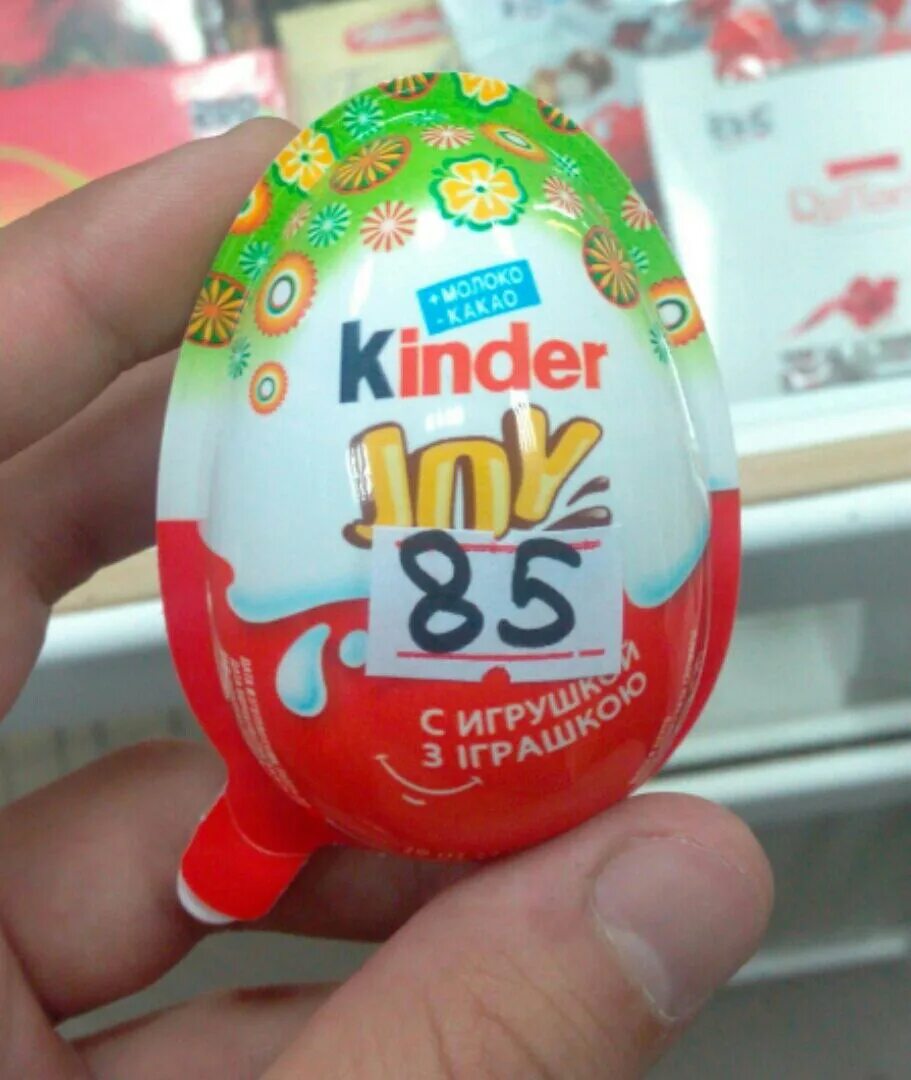 + МОЛОКО
- КАКАО
kinder
JOY
85
С ИГРУШКОЙ
З ІГРАШКОЮ